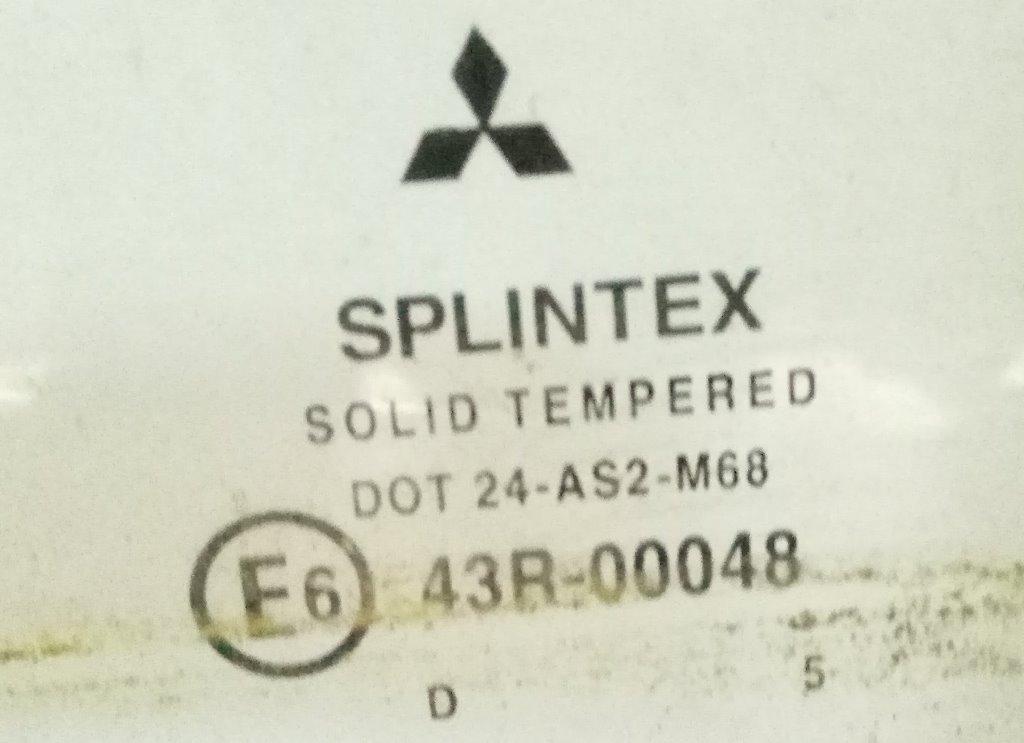 SPLINTEX
SOLID TEMPERED
DOT 24-AS2-M68
E6 43R-00048
D 5